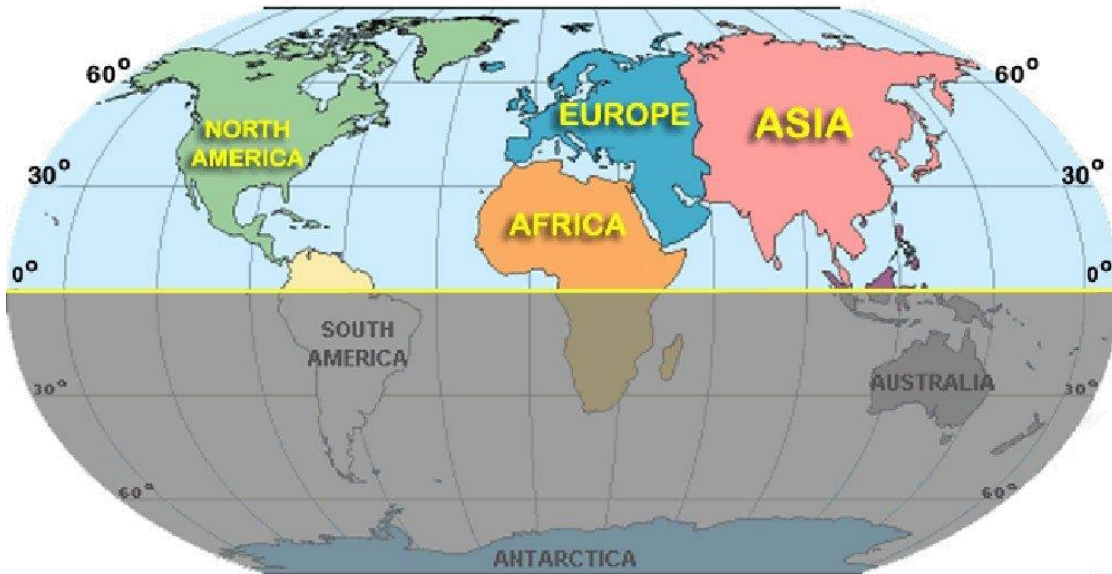 60° 60°
EUROPE ASIA
NORTH
AMERICA
30° 30°
AFRICA
0° 0°
SOUTH
AMERICA
AUSTRALIA
30° 30°
60° 60°
ANTARCTICA